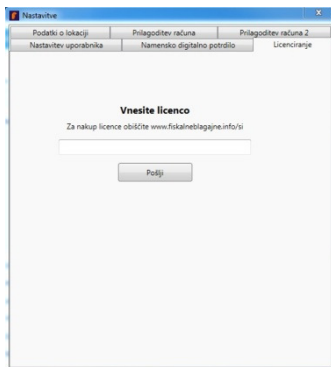 Nastavitve
Podatki o lokaciji
Prilagoditev računa
Prilagoditev računa 2
Nastavitev uporabnika
Namensko digitalno potrdilo
Licenciranje
Vnesite licenco
Za nakup licence obiščite www.fiskalneblagajne.info/si
Pošlji